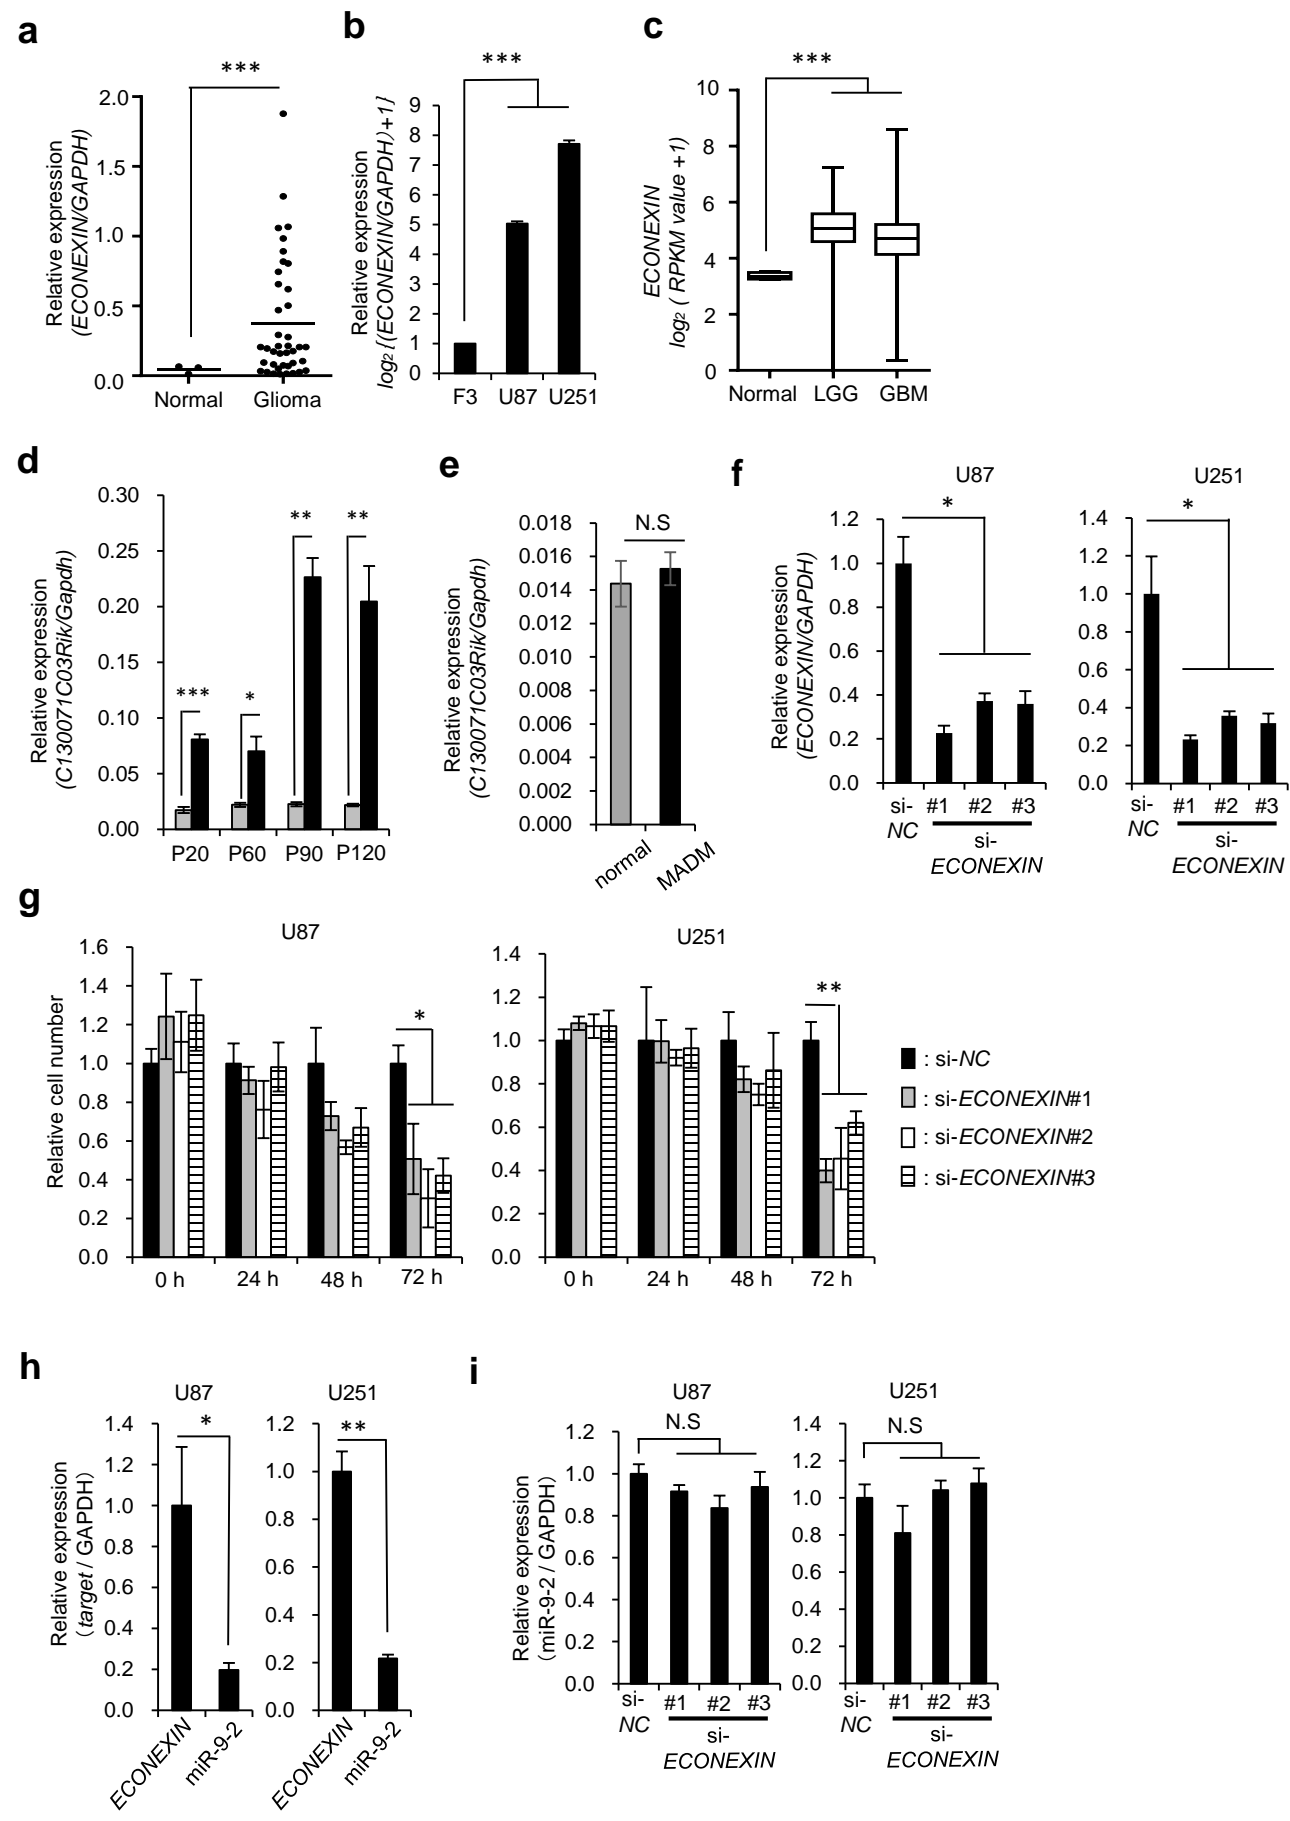 a
***
Relative expression
(ECONEXIN/GAPDH)
2.0
1.5
1.0
0.5
0.0
Normal Glioma
b
***
Relative expression
log2{(ECONEXIN/GAPDH)+1}
9
8
7
6
5
4
3
2
1
0
F3 U87 U251
c
***
ECONEXIN
log2 ( RPKM value +1)
10
8
6
4
2
0
Normal LGG GBM
d
Relative expression
(C130071C03Rik/Gapdh)
0.30
0.25
0.20
0.15
0.10
0.05
0.00
***
*
**
**
P20 P60 P90 P120
e
Relative expression
(C130071C03Rik/Gapdh)
0.018
0.016
0.014
0.012
0.010
0.008
0.006
0.004
0.002
0.000
N.S
normal
MADM
f
U87
Relative expression
(ECONEXIN/GAPDH)
1.2
1.0
0.8
0.6
0.4
0.2
0.0
*
si-
NC
#1 #2 #3
si-
ECONEXIN
U251
1.4
1.2
1.0
0.8
0.6
0.4
0.2
0.0
*
si-
NC
#1 #2 #3
si-
ECONEXIN
g
U87
Relative cell number
1.6
1.4
1.2
1.0
0.8
0.6
0.4
0.2
0.0
*
0 h 24 h 48 h 72 h
U251
1.4
1.2
1.0
0.8
0.6
0.4
0.2
0.0
**
0 h 24 h 48 h 72 h
: si-NC
: si-ECONEXIN#1
: si-ECONEXIN#2
: si-ECONEXIN#3
h
U87
Relative expression
(target / GAPDH)
1.4
1.2
1.0
0.8
0.6
0.4
0.2
0.0
*
ECONEXIN
miR-9-2
U251
1.2
1.0
0.8
0.6
0.4
0.2
0.0
**
ECONEXIN
miR-9-2
i
U87
Relative expression
(miR-9-2 / GAPDH)
1.2
1.0
0.8
0.6
0.4
0.2
0.0
N.S
si-
NC
#1 #2 #3
si-
ECONEXIN
U251
1.4
1.2
1.0
0.8
0.6
0.4
0.2
0.0
N.S
si-
NC
#1 #2 #3
si-
ECONEXIN